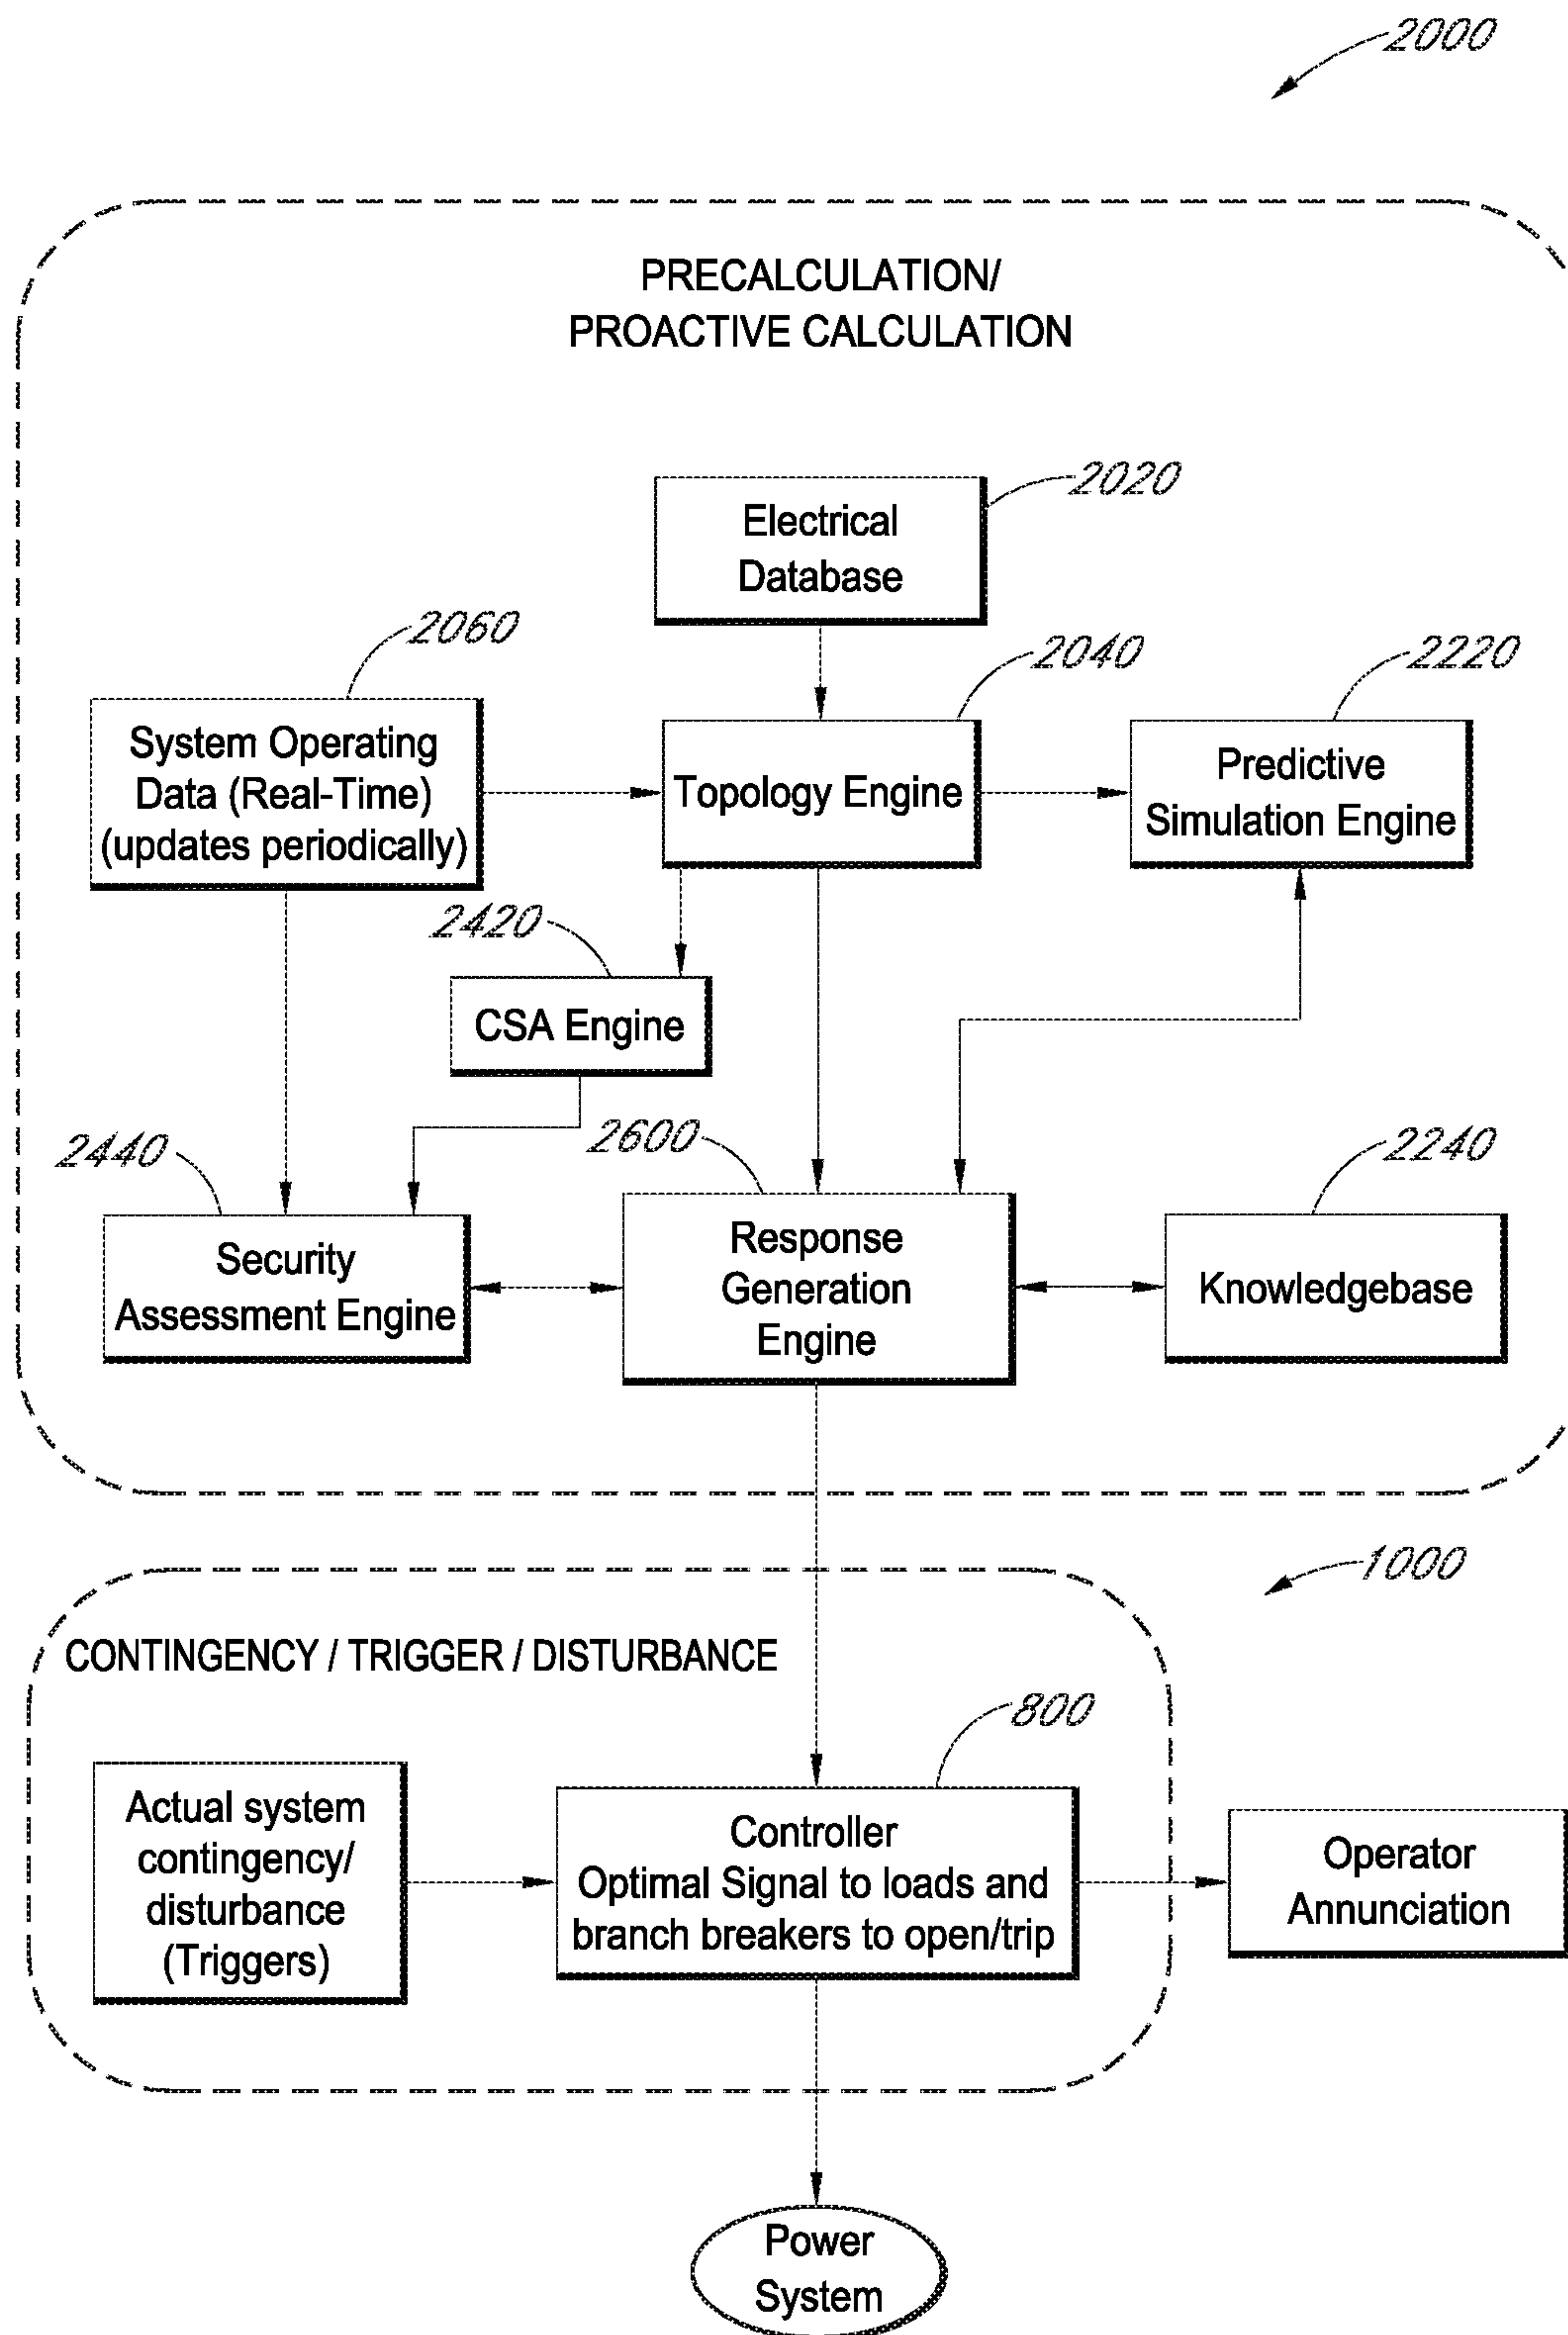 2000
PRECALCULATION/
PROACTIVE CALCULATION
2020
Electrical
Database
2060
2040
2220
System Operating
Data (Real-Time)
(updates periodically)
Topology Engine
Predictive
Simulation Engine
2420
CSA Engine
2440
2600
2240
Security
Assessment Engine
Response
Generation
Engine
Knowledgebase
1000
CONTINGENCY / TRIGGER / DISTURBANCE
800
Actual system
contingency/
disturbance
(Triggers)
Controller
Optimal Signal to loads and
branch breakers to open/trip
Operator
Annunciation
Power
System